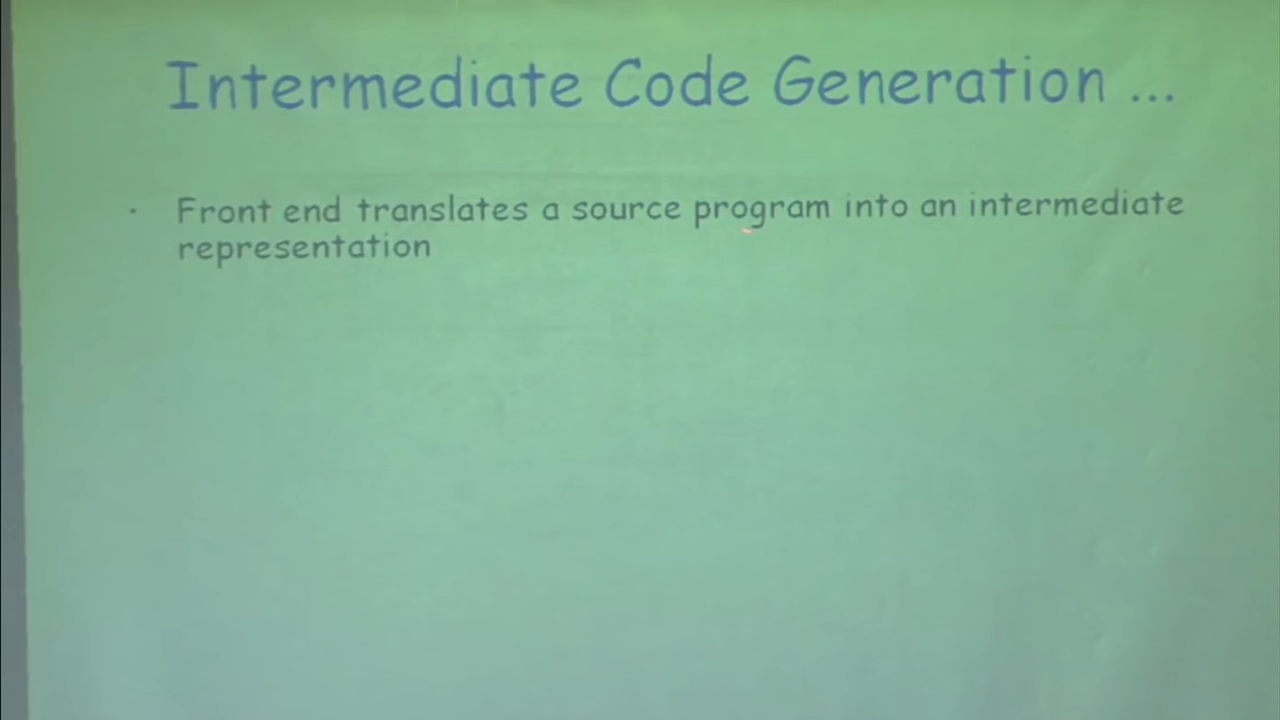 Intermediate Code Generation ...
· Front end translates a source program into an intermediate
representation